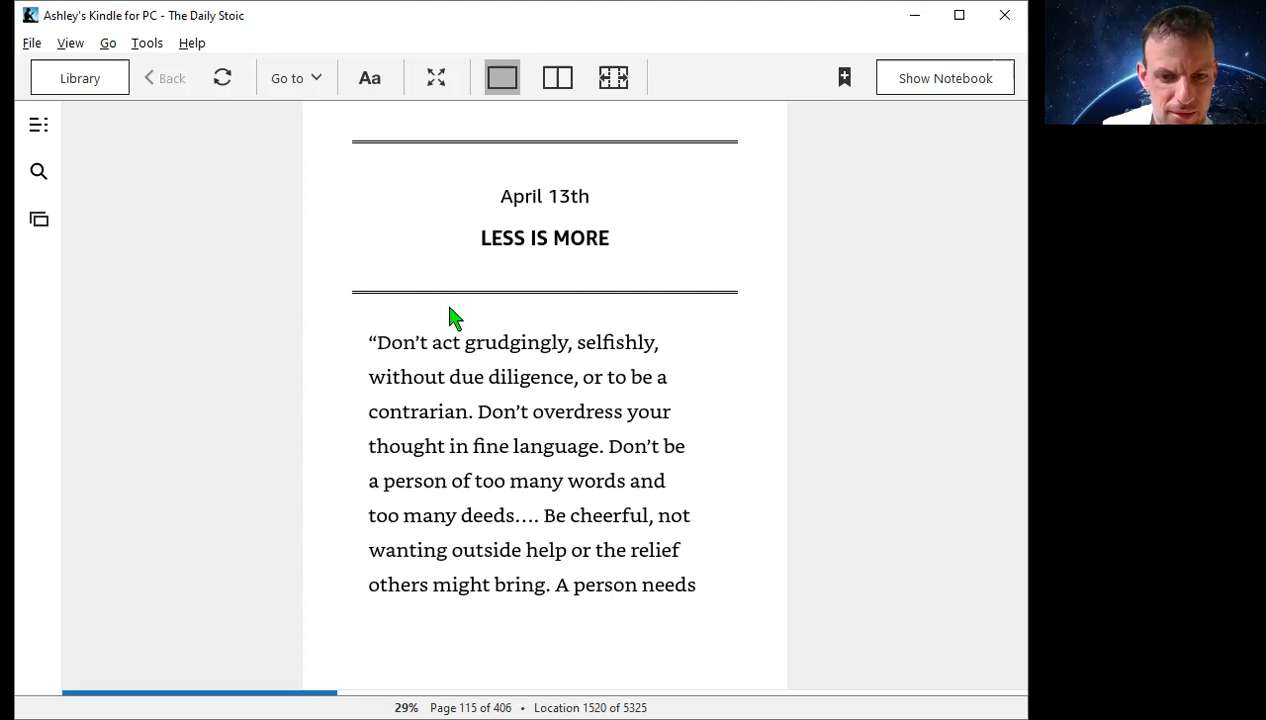 Ashley's Kindle for PC - The Daily Stoic
File View Go Tools Help
Library Back Go to Aa Show Notebook
April 13th
LESS IS MORE
“Don’t act grudgingly, selfishly,
without due diligence, or to be a
contrarian. Don’t overdress your
thought in fine language. Don’t be
a person of too many words and
too many deeds.… Be cheerful, not
wanting outside help or the relief
others might bring. A person needs
29% Page 115 of 406 • Location 1520 of 5325